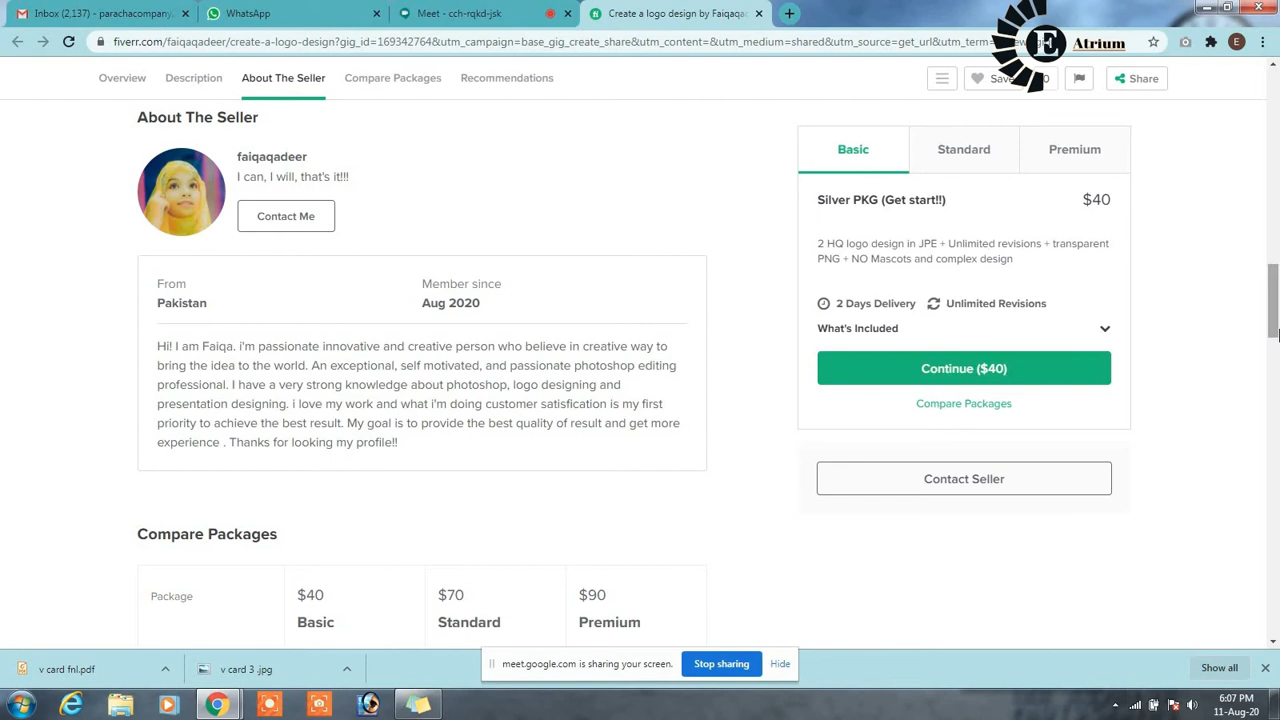 Inbox (2,137) - parachacompany.
WhatsApp
Meet - cch-rqkd-jsk
Create a logo design by Faiqaqad
fiverr.com/faiqaqadeer/create-a-logo-design?gig_id=169342764&utm_campaign=base_gig_create_share&utm_content=&utm_medium=shared&utm_source=get_url&utm_term=
E Atrium
E
Overview
Description
About The Seller
Compare Packages
Recommendations
Save
0
Share
About The Seller
faiqaqadeer
I can, I will, that's it!!!
Contact Me
From
Pakistan
Member since
Aug 2020
Hi! I am Faiqa. i'm passionate innovative and creative person who believe in creative way to
bring the idea to the world. An exceptional, self motivated, and passionate photoshop editing
professional. I have a very strong knowledge about photoshop, logo designing and
presentation designing. i love my work and what i'm doing customer satisfication is my first
priority to achieve the best result. My goal is to provide the best quality of result and get more
experience . Thanks for looking my profile!!
Basic
Standard
Premium
Silver PKG (Get start!!)
$40
2 HQ logo design in JPE + Unlimited revisions + transparent
PNG + NO Mascots and complex design
2 Days Delivery
Unlimited Revisions
What's Included
Continue ($40)
Compare Packages
Contact Seller
Compare Packages
Package
$40
Basic
$70
Standard
$90
Premium
v card fnl.pdf
v card 3 .jpg
meet.google.com is sharing your screen.
Stop sharing
Hide
Show all
6:07 PM
11-Aug-20